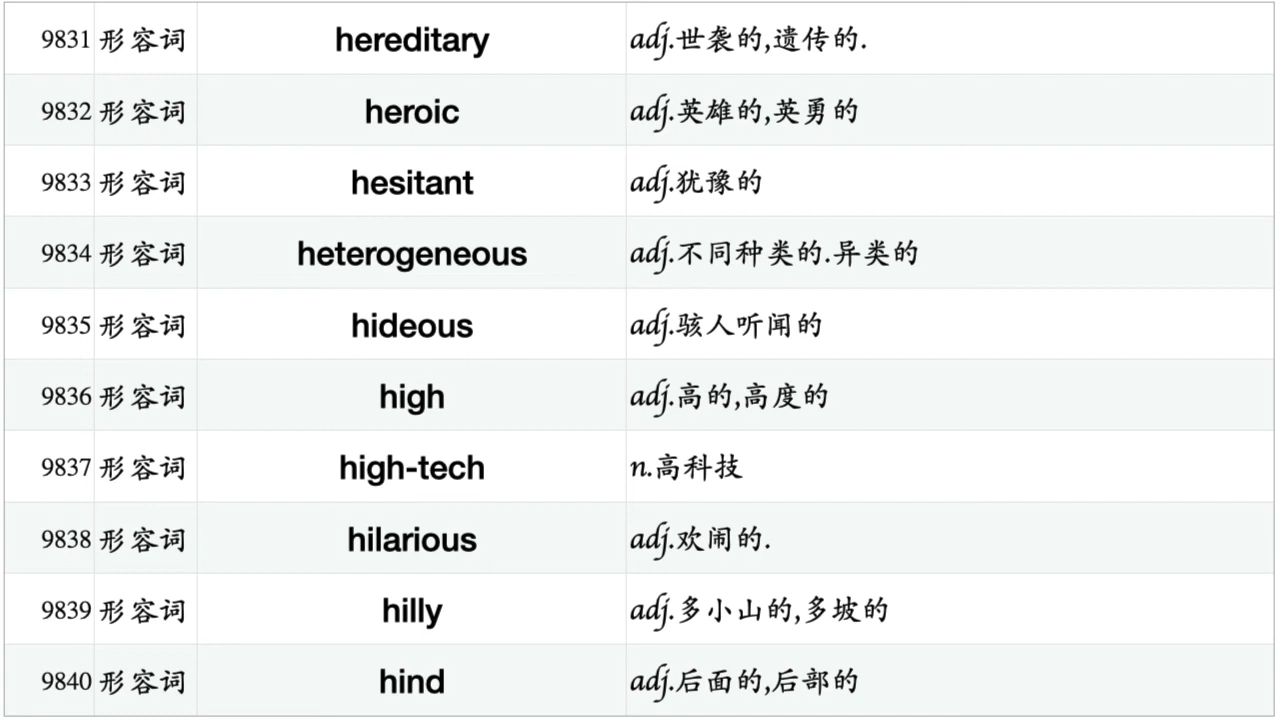 9831 形容词 hereditary adj.世袭的,遗传的.
9832 形容词 heroic adj.英雄的,英勇的
9833 形容词 hesitant adj.犹豫的
9834 形容词 heterogeneous adj.不同种类的.异类的
9835 形容词 hideous adj.骇人听闻的
9836 形容词 high adj.高的,高度的
9837 形容词 high-tech n.高科技
9838 形容词 hilarious adj.欢闹的.
9839 形容词 hilly adj.多小山的,多坡的
9840 形容词 hind adj.后面的,后部的